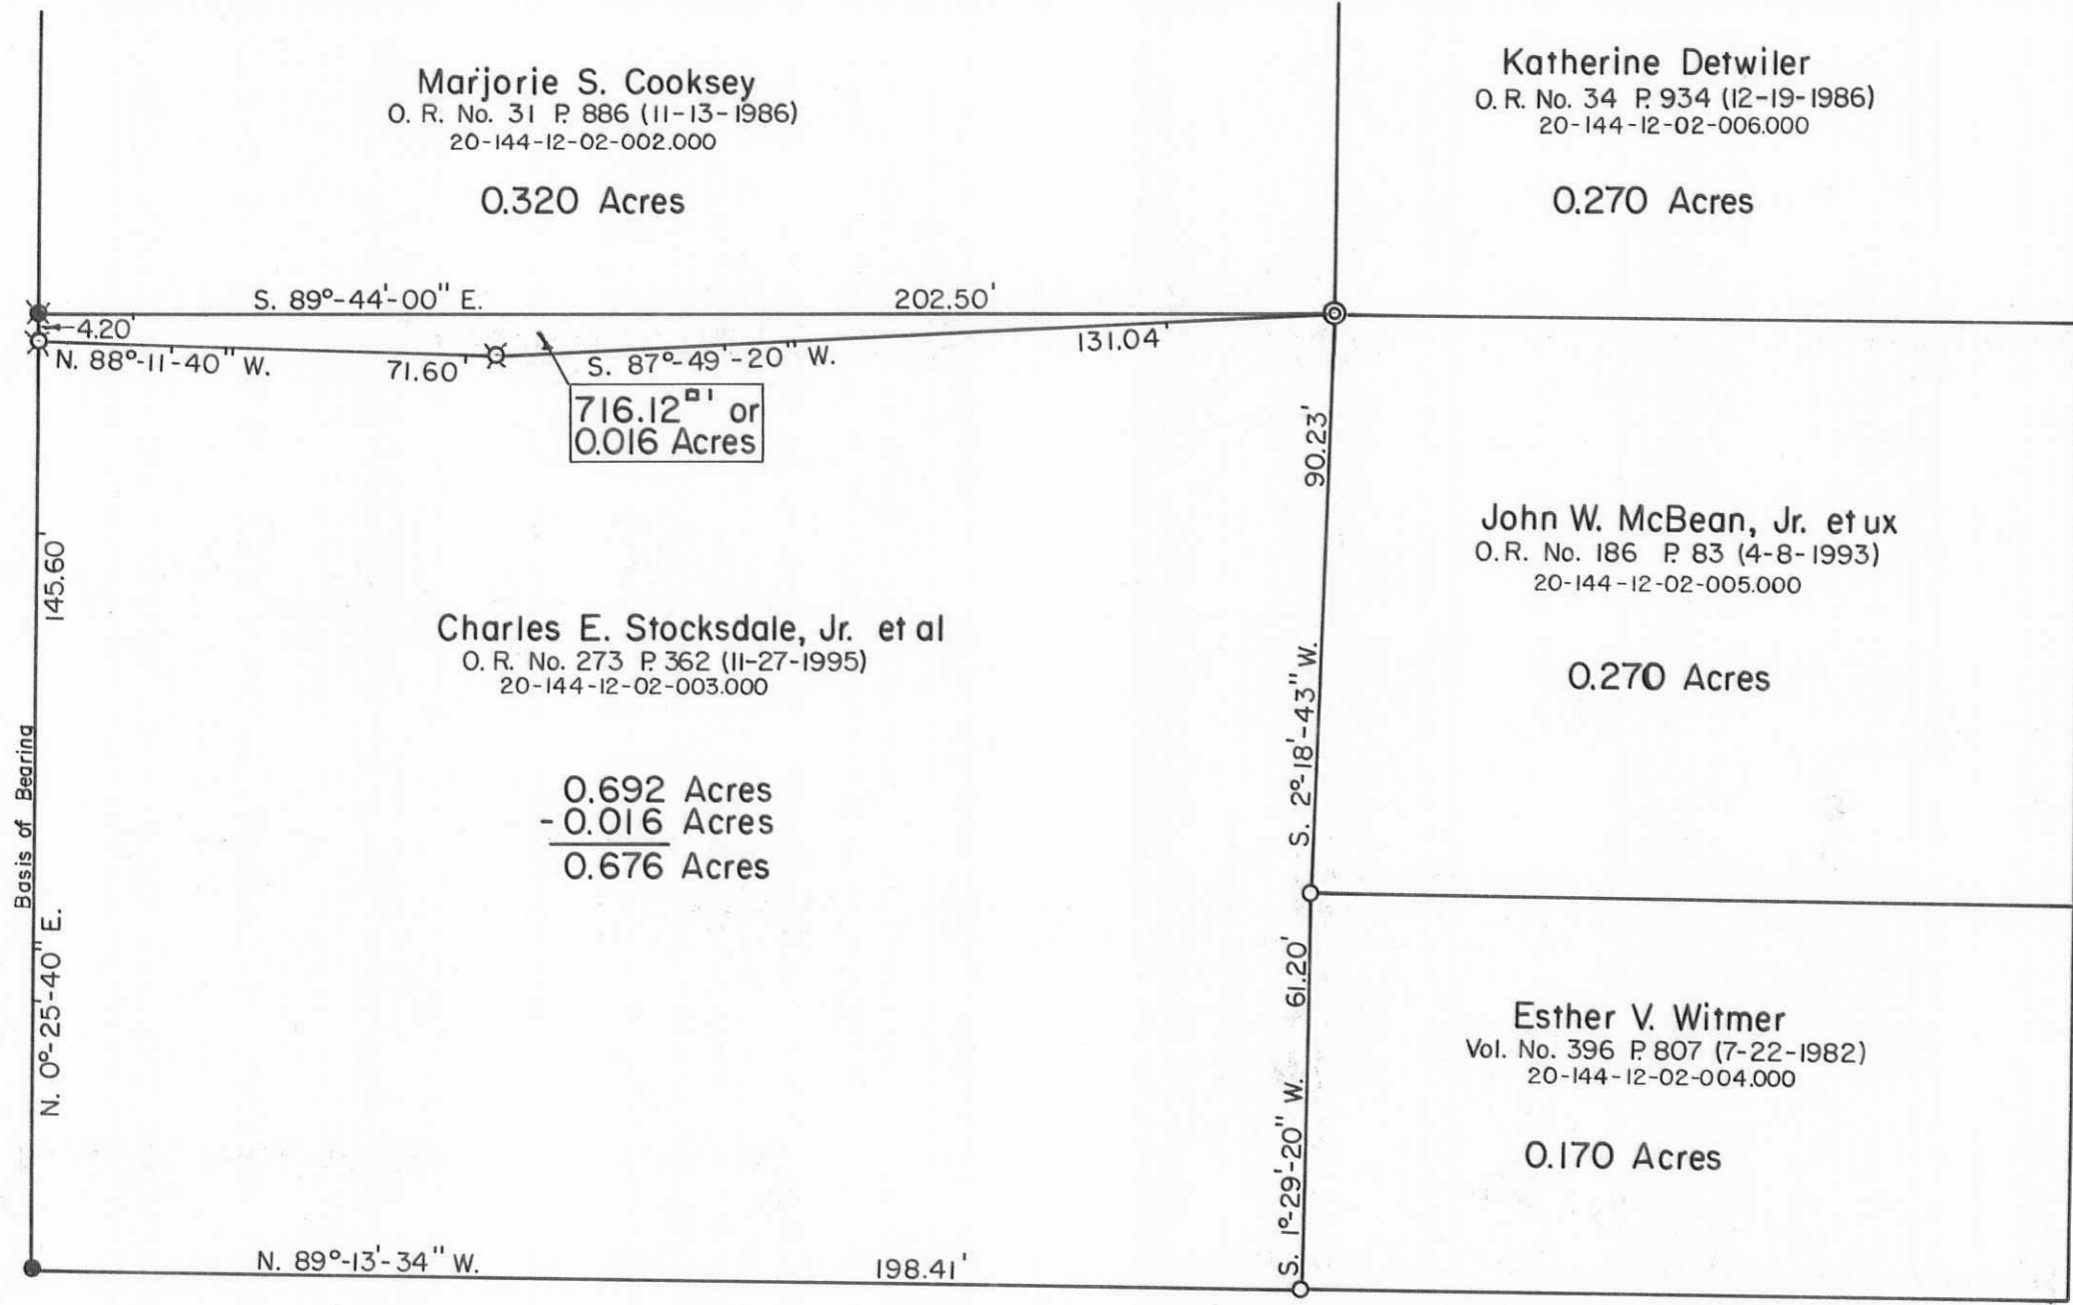 Marjorie S. Cooksey
O. R. No. 31 P. 886 (11-13-1986)
20-144-12-02-002.000
0.320 Acres
Katherine Detwiler
O. R. No. 34 P. 934 (12-19-1986)
20-144-12-02-006.000
0.270 Acres
S. 89°-44'-00" E.
202.50'
4.20'
N. 88°-11'-40" W.
71.60'
S. 87°-49'-20" W.
131.04'
716.12□' or
0.016 Acres
90.23'
S. 2°-18'-43" W.
John W. McBean, Jr. et ux
O. R. No. 186 P. 83 (4-8-1993)
20-144-12-02-005.000
0.270 Acres
145.60'
N. 0°-25'-40" E.
Basis of Bearing
Charles E. Stocksdale, Jr. et al
O. R. No. 273 P. 362 (11-27-1995)
20-144-12-02-003.000
0.692 Acres
-0.016 Acres
0.676 Acres
61.20'
S. 1°-29'-20" W.
Esther V. Witmer
Vol. No. 396 P. 807 (7-22-1982)
20-144-12-02-004.000
0.170 Acres
N. 89°-13'-34" W.
198.41'